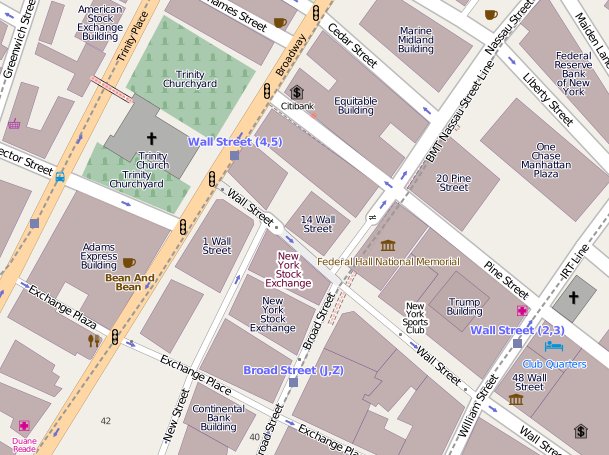 American
Stock
Exchange
Building
Trinity Place
Greenwich Street
hames Street
Broadway
Cedar Street
Marine
Midland
Building
Nassau Street
Maiden Lane
Federal
Reserve
Bank
of New
York
Liberty Street
Trinity
Churchyard
Citibank
Equitable
Building
BMT Nassau Street Line
One
Chase
Manhattan
Plaza
Wall Street (4,5)
ector Street
Trinity
Church
Trinity
Churchyard
20 Pine
Street
Wall Street
14 Wall
Street
1 Wall
Street
Adams
Express
Building
Bean And
Bean
New
York
Stock
Exchange
Federal Hall National Memorial
IRT-Line
Pine Street
New
York
Stock
Exchange
Broad Street
New
York
Sports
Club
Trump
Building
Wall Street (2,3)
Exchange Plaza
Exchange Place
Broad Street (J,Z)
Wall Street
Club Quarters
48 Wall
Street
William Street
New Street
Continental
Bank
Building
42
40
road Street
Exchange Pla
Wall Stree
Duane
Reade